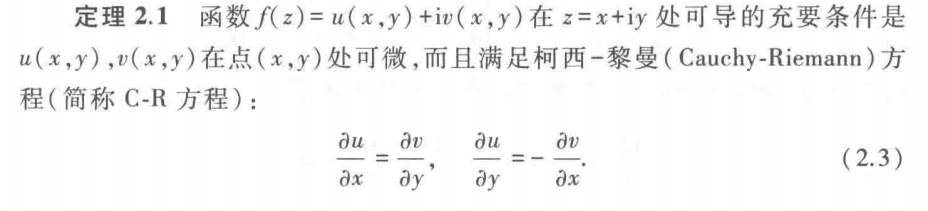 定理 2.1 函数 f(z)=u(x,y)+iv(x,y)在 z=x+iy 处可导的充要条件是
u(x,y),v(x,y)在点(x,y)处可微,而且满足柯西-黎曼(Cauchy-Riemann)方
程(简称 C-R 方程):
∂u/∂x = ∂v/∂y, ∂u/∂y = -∂v/∂x. (2.3)